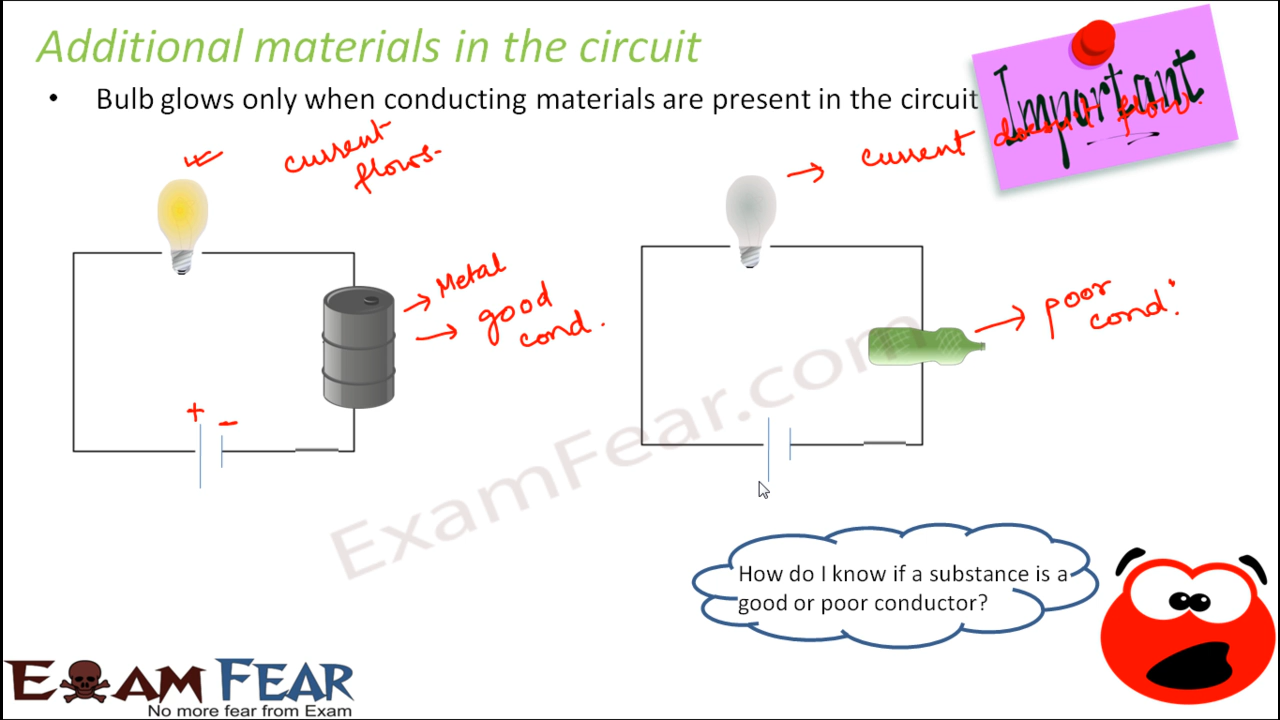 Additional materials in the circuit
• Bulb glows only when conducting materials are present in the circuit
Important
current
flows.
→ current doesn't flow.
→ Metal
→ good
cond.
→ poor
cond.
+ -
ExamFear.com
How do I know if a substance is a
good or poor conductor?
EXAM FEAR
No more fear from Exam